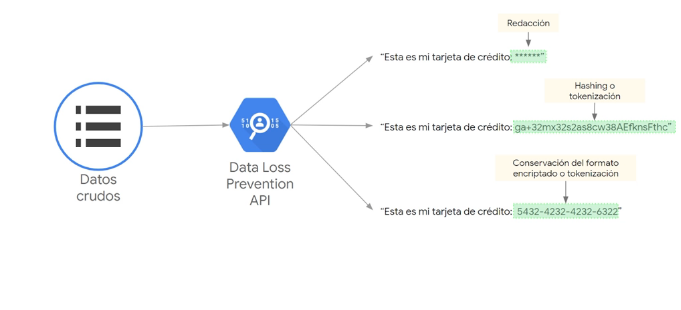 Redacción
"Esta es mi tarjeta de crédito: ******"
Hashing o
tokenización
"Esta es mi tarjeta de crédito: ga+32mx32s2as8cw38AEfknsFthc"
Conservación del formato
encriptado o tokenización
"Esta es mi tarjeta de crédito: 5432-4232-4232-6322"
Datos
crudos
51 15
10 05
Data Loss
Prevention
API